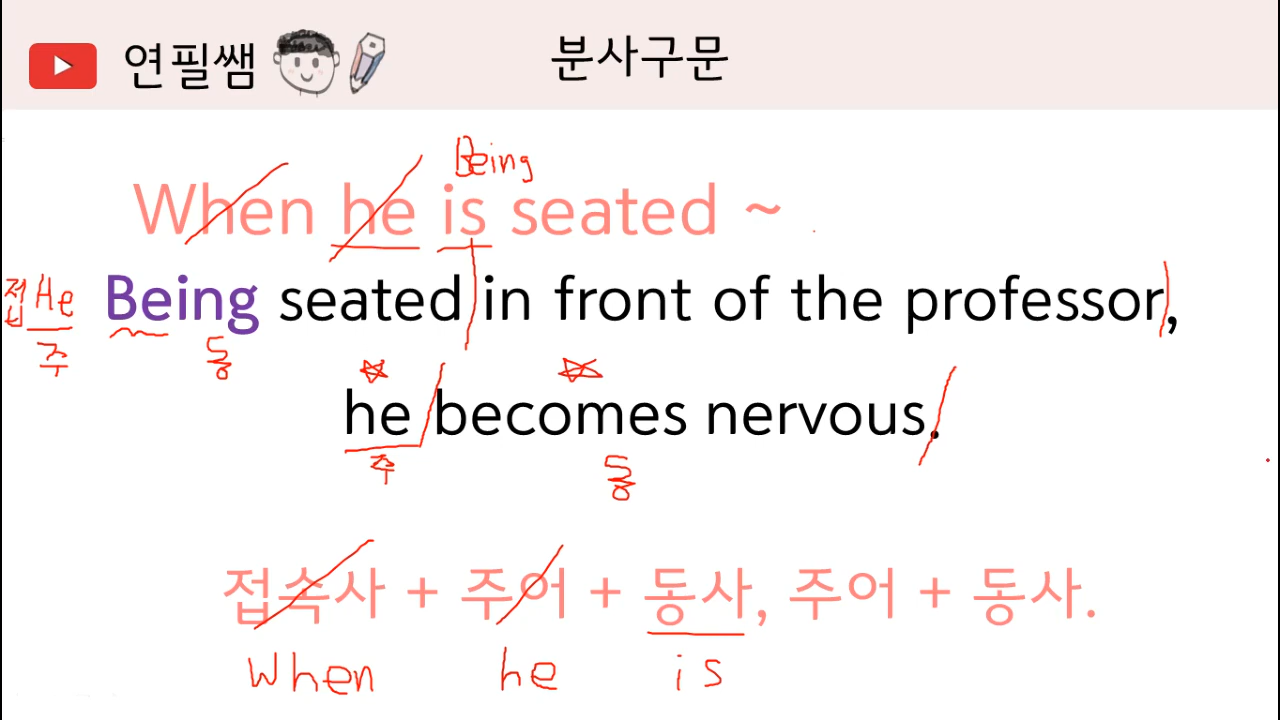 연필쌤 분사구문
Being
When he is seated ~
접 He Being seated in front of the professor,
주 동
he becomes nervous.
주 동
접속사 + 주어 + 동사, 주어 + 동사.
When he is